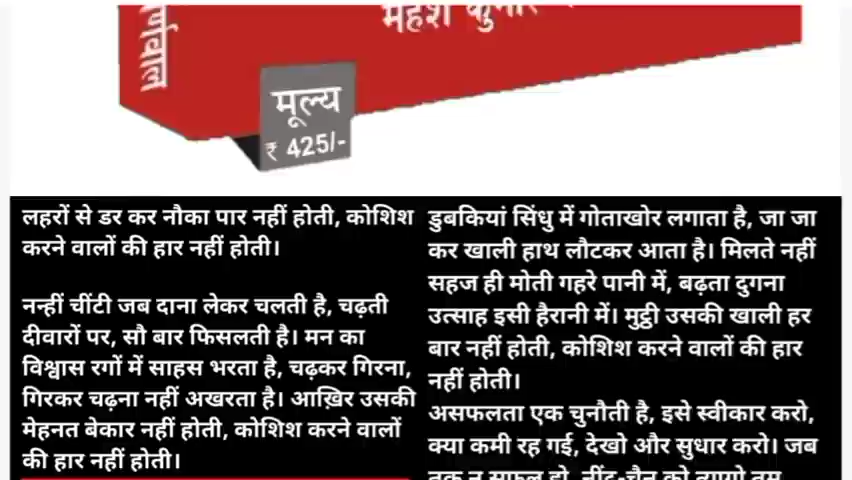 र्णवाल
महेश कुमार
मूल्य
₹ 425/-
लहरों से डर कर नौका पार नहीं होती, कोशिश
करने वालों की हार नहीं होती।
नन्हीं चींटी जब दाना लेकर चलती है, चढ़ती
दीवारों पर, सौ बार फिसलती है। मन का
विश्वास रगों में साहस भरता है, चढ़कर गिरना,
गिरकर चढ़ना नहीं अखरता है। आख़िर उसकी
मेहनत बेकार नहीं होती, कोशिश करने वालों
की हार नहीं होती।
डुबकियां सिंधु में गोताखोर लगाता है, जा जा
कर खाली हाथ लौटकर आता है। मिलते नहीं
सहज ही मोती गहरे पानी में, बढ़ता दुगना
उत्साह इसी हैरानी में। मुट्ठी उसकी खाली हर
बार नहीं होती, कोशिश करने वालों की हार
नहीं होती।
असफलता एक चुनौती है, इसे स्वीकार करो,
क्या कमी रह गई, देखो और सुधार करो। जब
तक न सफल हो, नींद-चैन को त्यागो तुम